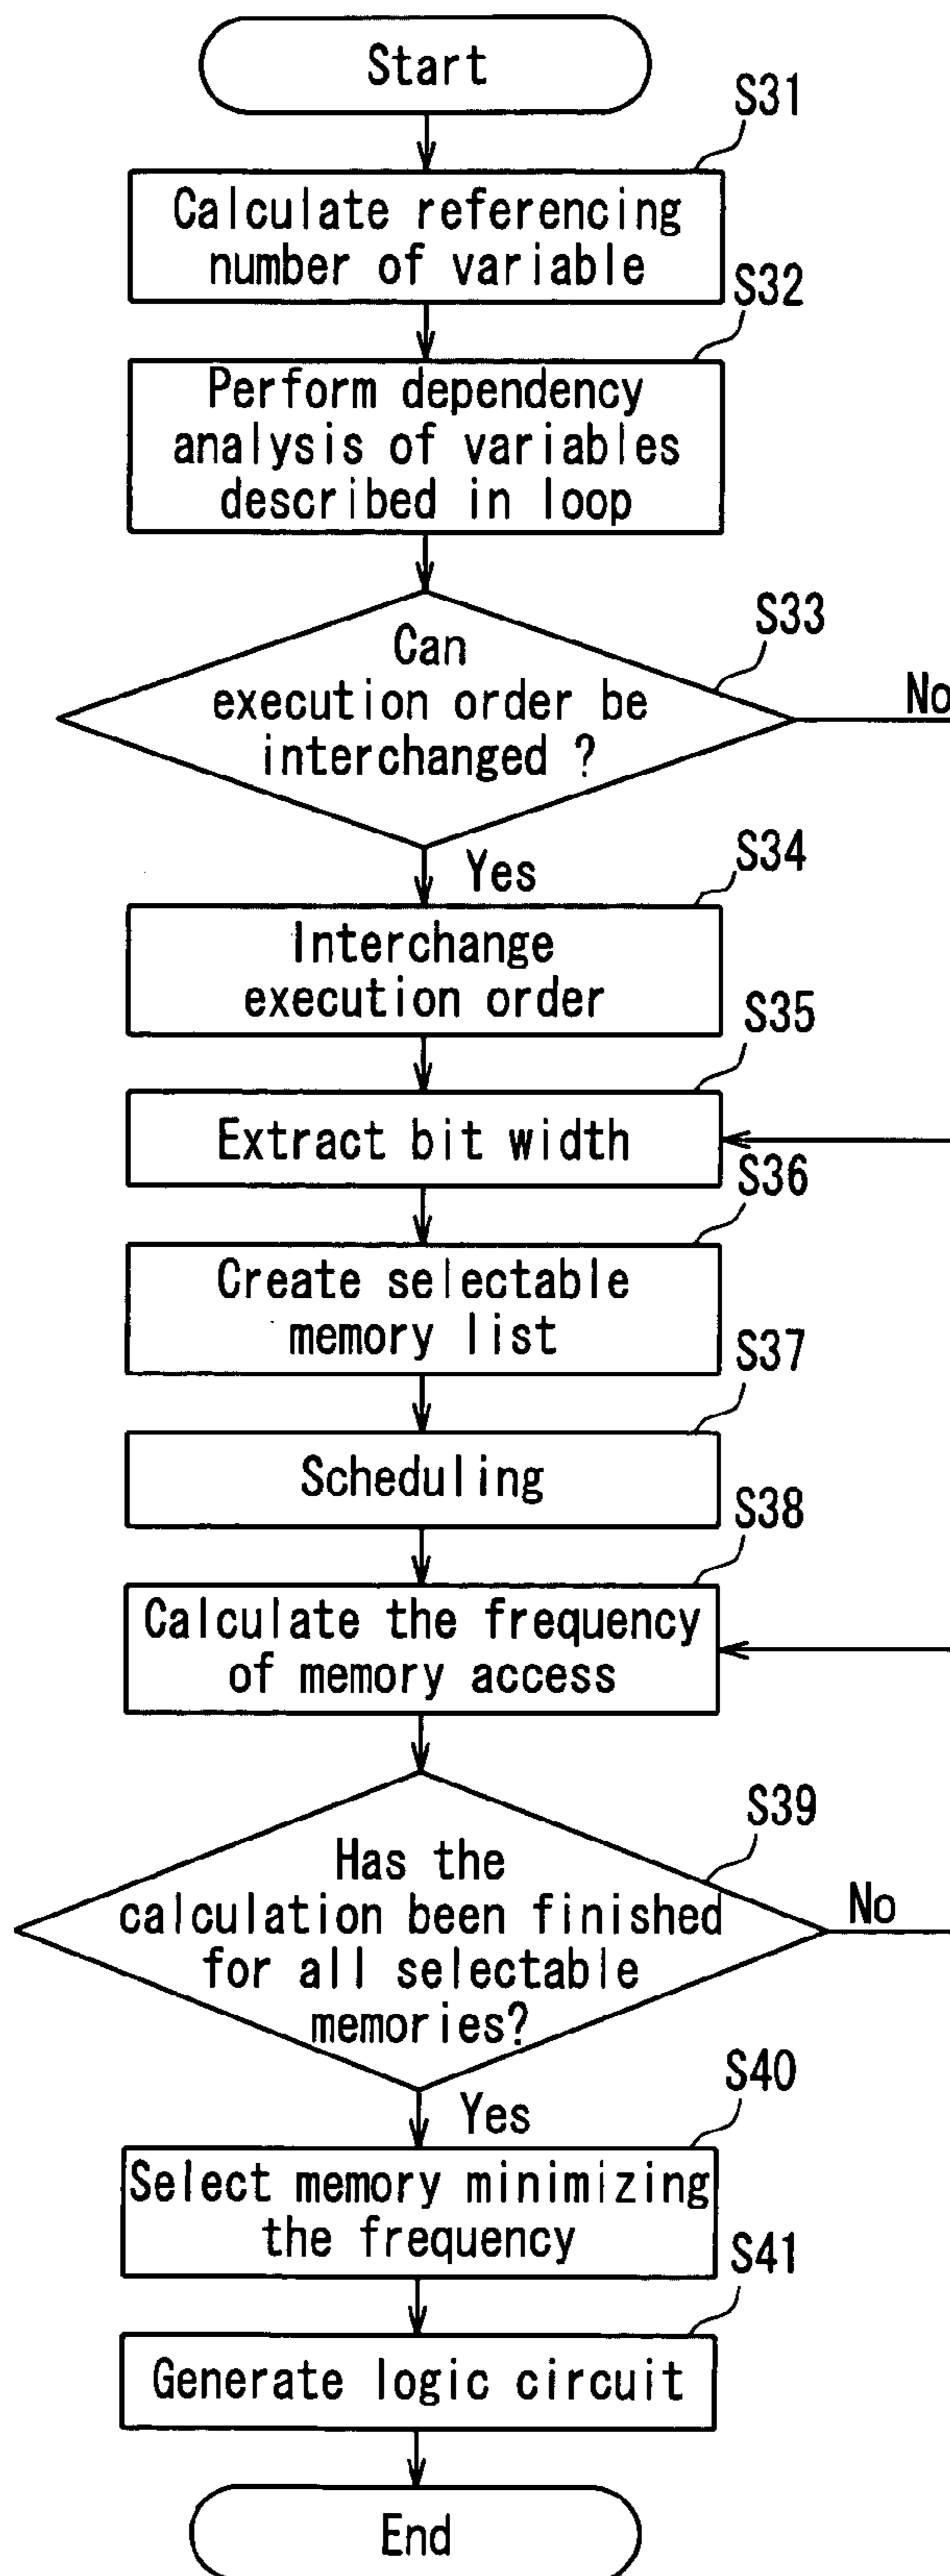 Start
S31
Calculate referencing
number of variable
S32
Perform dependency
analysis of variables
described in loop
S33
Can
execution order be
interchanged ?
No
Yes
S34
Interchange
execution order
S35
Extract bit width
S36
Create selectable
memory list
S37
Scheduling
S38
Calculate the frequency
of memory access
S39
Has the
calculation been finished
for all selectable
memories?
No
Yes
S40
Select memory minimizing
the frequency
S41
Generate logic circuit
End